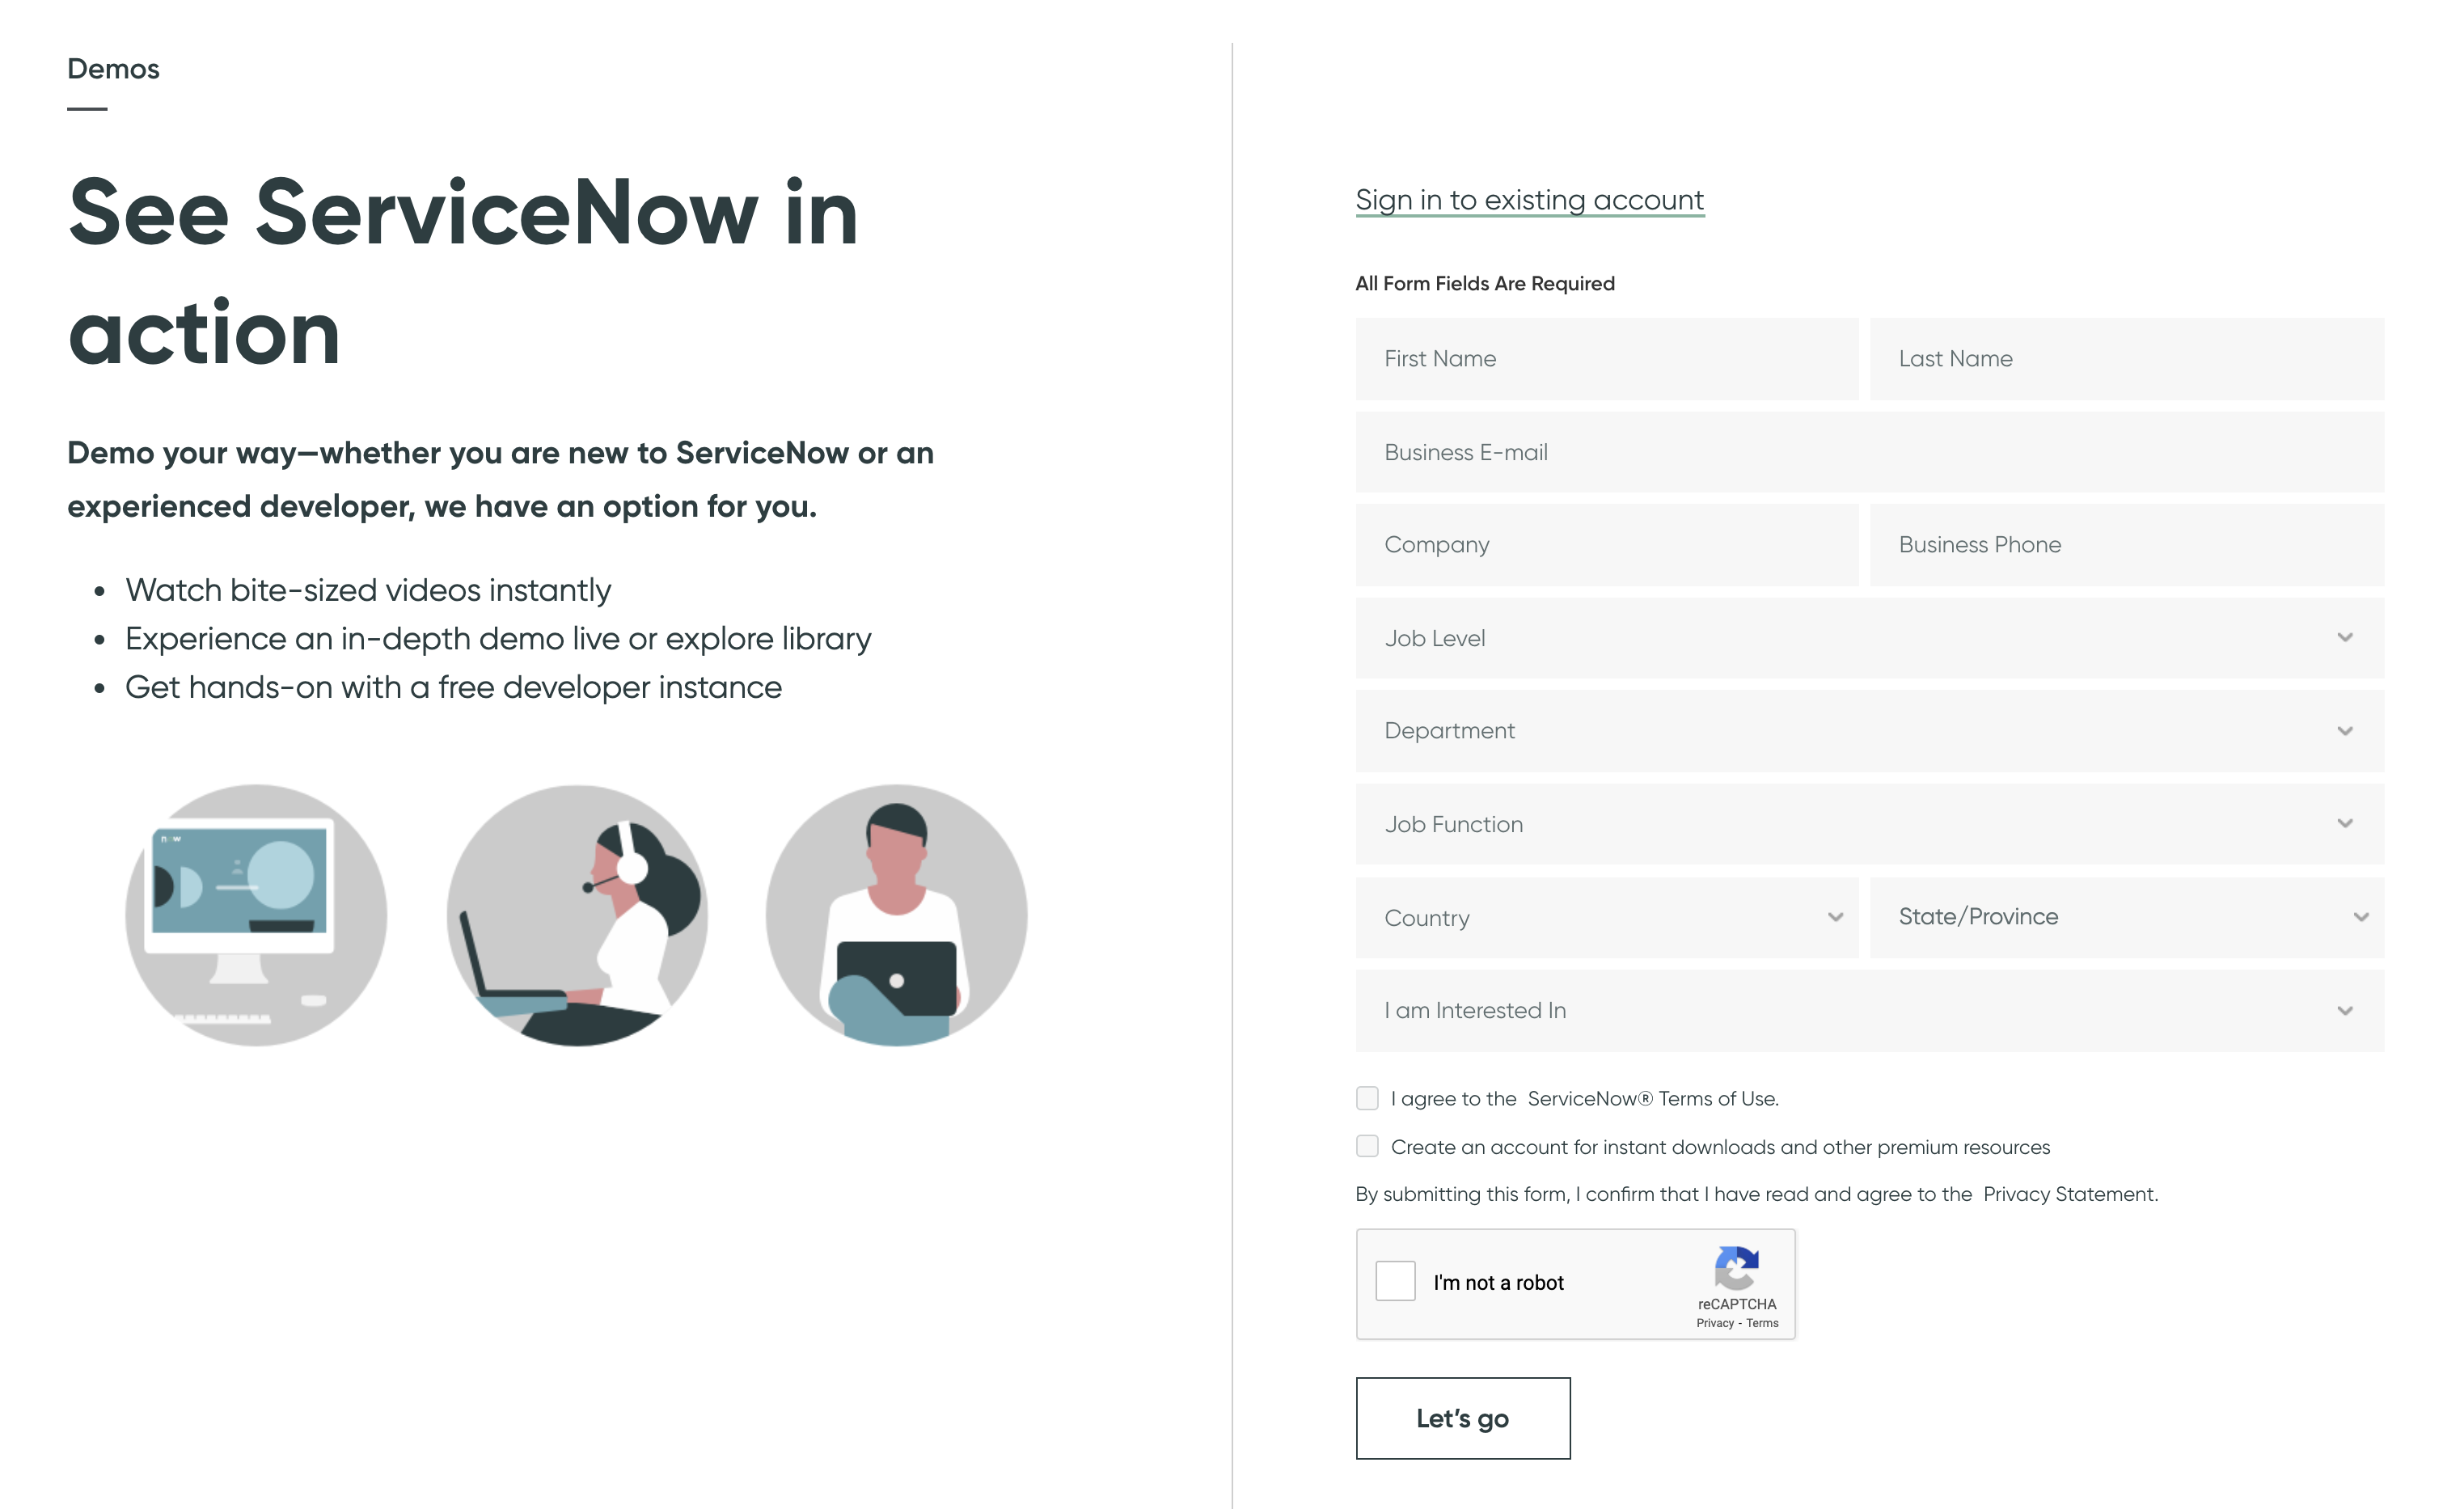 Demos
See ServiceNow in
action
Demo your way—whether you are new to ServiceNow or an
experienced developer, we have an option for you.
• Watch bite-sized videos instantly
• Experience an in-depth demo live or explore library
• Get hands-on with a free developer instance
now
Sign in to existing account
All Form Fields Are Required
First Name
Last Name
Business E-mail
Company
Business Phone
Job Level
Department
Job Function
Country
State/Province
I am Interested In
I agree to the ServiceNow® Terms of Use.
Create an account for instant downloads and other premium resources
By submitting this form, I confirm that I have read and agree to the Privacy Statement.
I'm not a robot
reCAPTCHA
Privacy - Terms
Let’s go